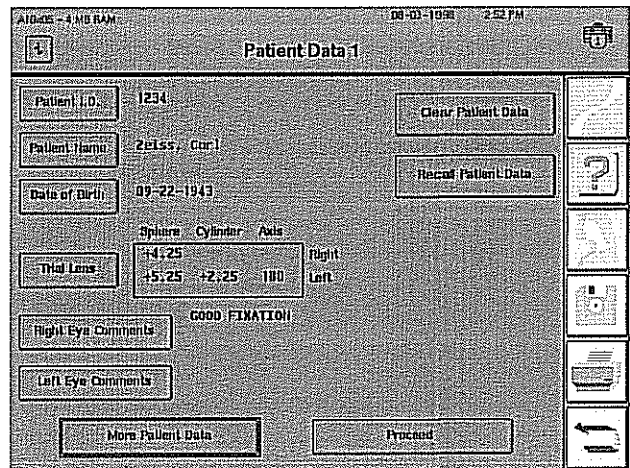 A10.05 - 4 MB RAM 08-03-1998 2:52 PM
Patient Data 1
Patient I.D. 1234 Clear Patient Data
Patient Name Zeiss, Carl Recall Patient Data
Date of Birth 09-22-1943
Sphere Cylinder Axis
+4.25 Right
Trial Lens +5.25 +2.25 180 Left
Right Eye Comments GOOD FIXATION
Left Eye Comments
More Patient Data Proceed